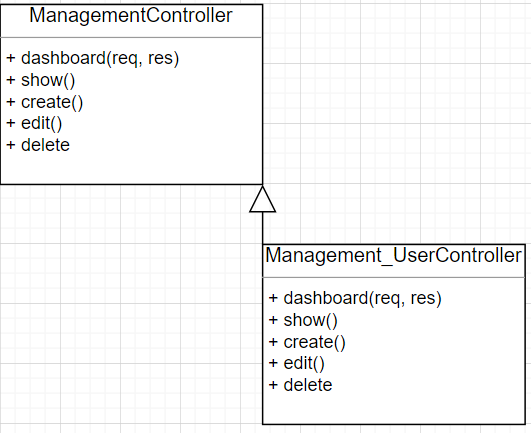 ManagementController
+ dashboard(req, res)
+ show()
+ create()
+ edit()
+ delete
Management_UserController
+ dashboard(req, res)
+ show()
+ create()
+ edit()
+ delete